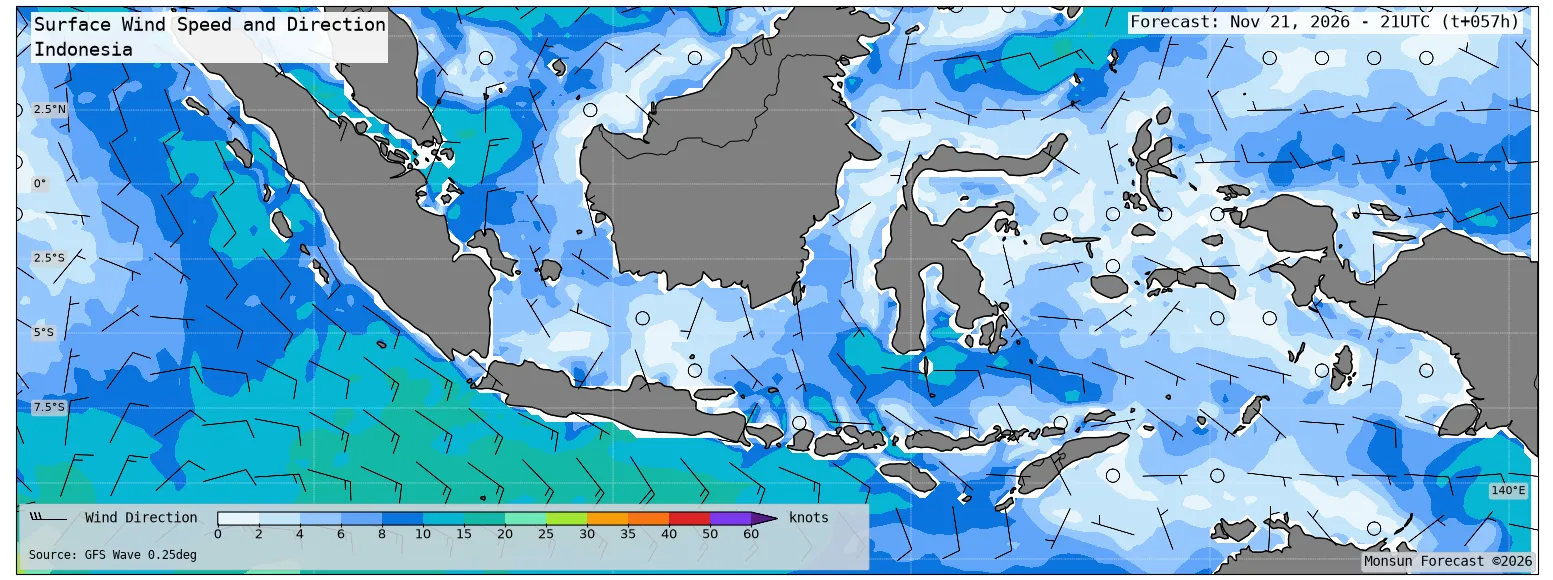 Surface Wind Speed and Direction
Indonesia
Forecast: Nov 21, 2026 - 21UTC (t+057h)
2.5°N
0°
2.5°S
5°S
7.5°S
140°E
Wind Direction
knots
0 2 4 6 8 10 15 20 25 30 35 40 50 60
Source: GFS Wave 0.25deg
Monsun Forecast ©2026